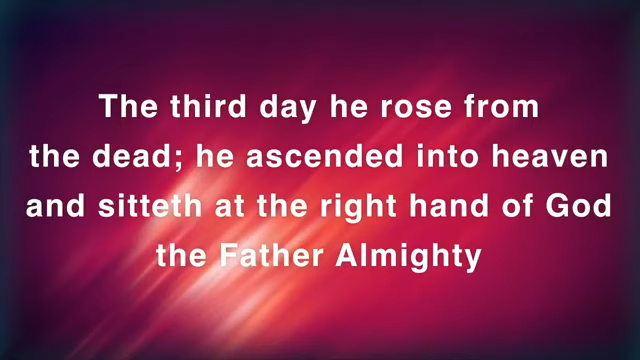 The third day he rose from
the dead; he ascended into heaven
and sitteth at the right hand of God
the Father Almighty